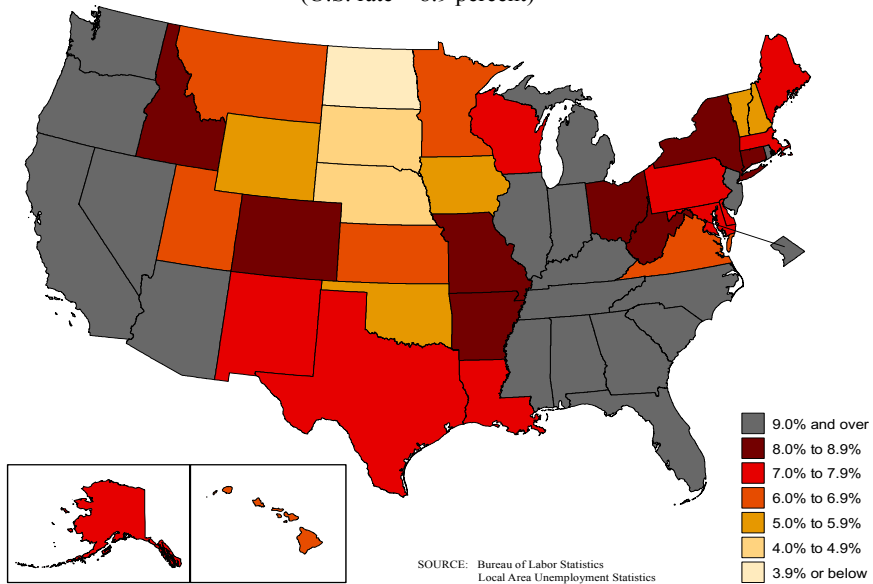 9.0% and over
8.0% to 8.9%
7.0% to 7.9%
6.0% to 6.9%
5.0% to 5.9%
4.0% to 4.9%
3.9% or below
SOURCE: Bureau of Labor Statistics
Local Area Unemployment Statistics